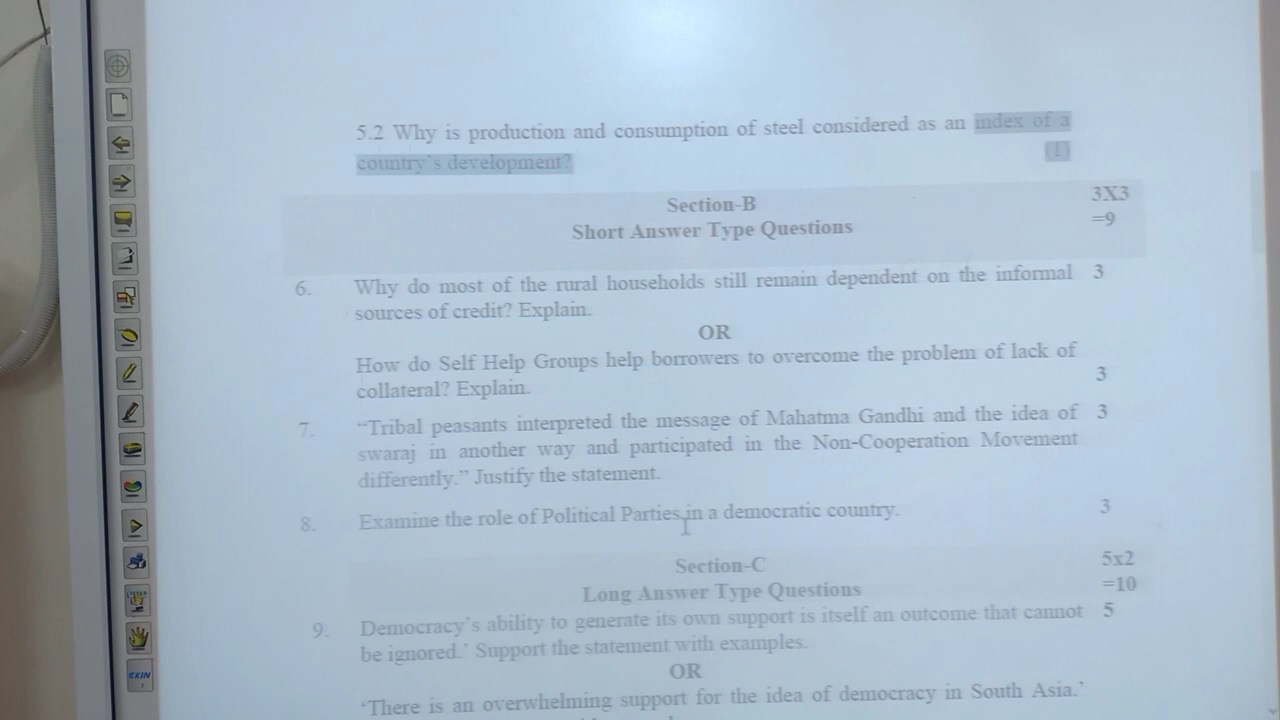 5.2 Why is production and consumption of steel considered as an index of a
country's development? (1)
Section-B 3X3
Short Answer Type Questions =9
6. Why do most of the rural households still remain dependent on the informal 3
sources of credit? Explain.
OR
How do Self Help Groups help borrowers to overcome the problem of lack of
collateral? Explain. 3
7. “Tribal peasants interpreted the message of Mahatma Gandhi and the idea of 3
swaraj in another way and participated in the Non-Cooperation Movement
differently.” Justify the statement.
8. Examine the role of Political Parties in a democratic country. 3
Section-C 5x2
Long Answer Type Questions =10
9. Democracy's ability to generate its own support is itself an outcome that cannot 5
be ignored.' Support the statement with examples.
OR
‘There is an overwhelming support for the idea of democracy in South Asia.’
EKIN